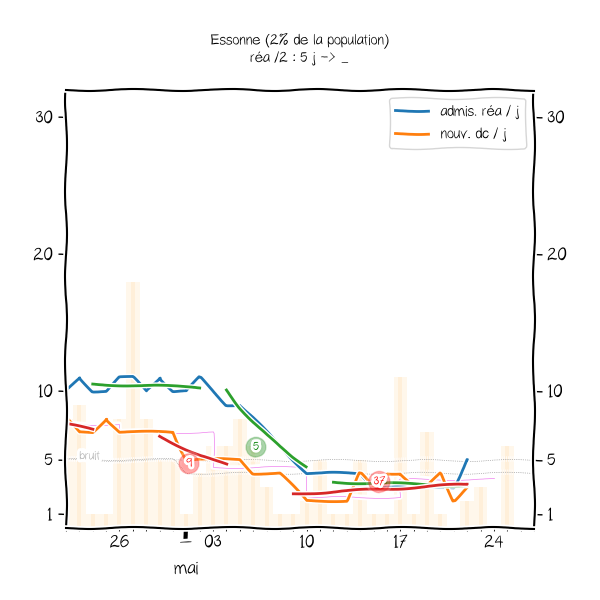 Essonne (2% de la population)
réa /2 : 5 j -> _
admis. réa / j
nouv. dc / j
30 30
20 20
10 10
5 5
1 1
bruit
9
5
37
26 1 03 10 17 24
mai